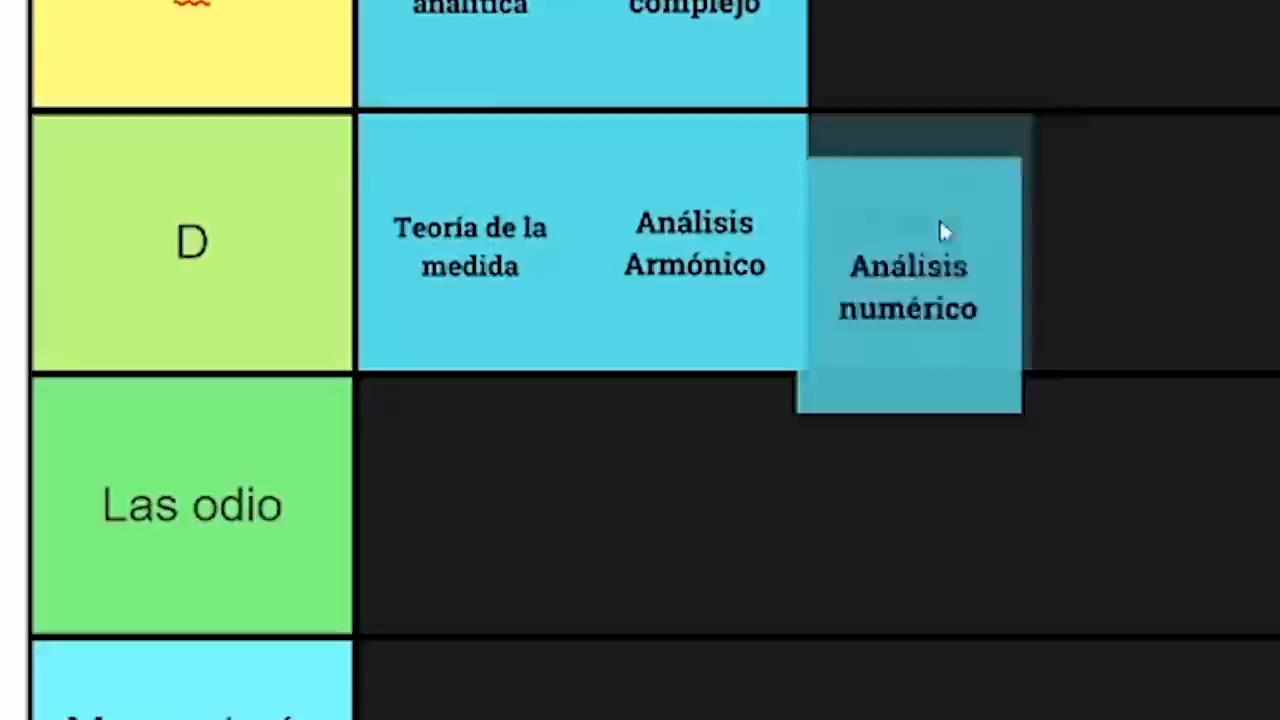 analítica
complejo
D
Teoría de la
medida
Análisis
Armónico
Análisis
numérico
Las odio